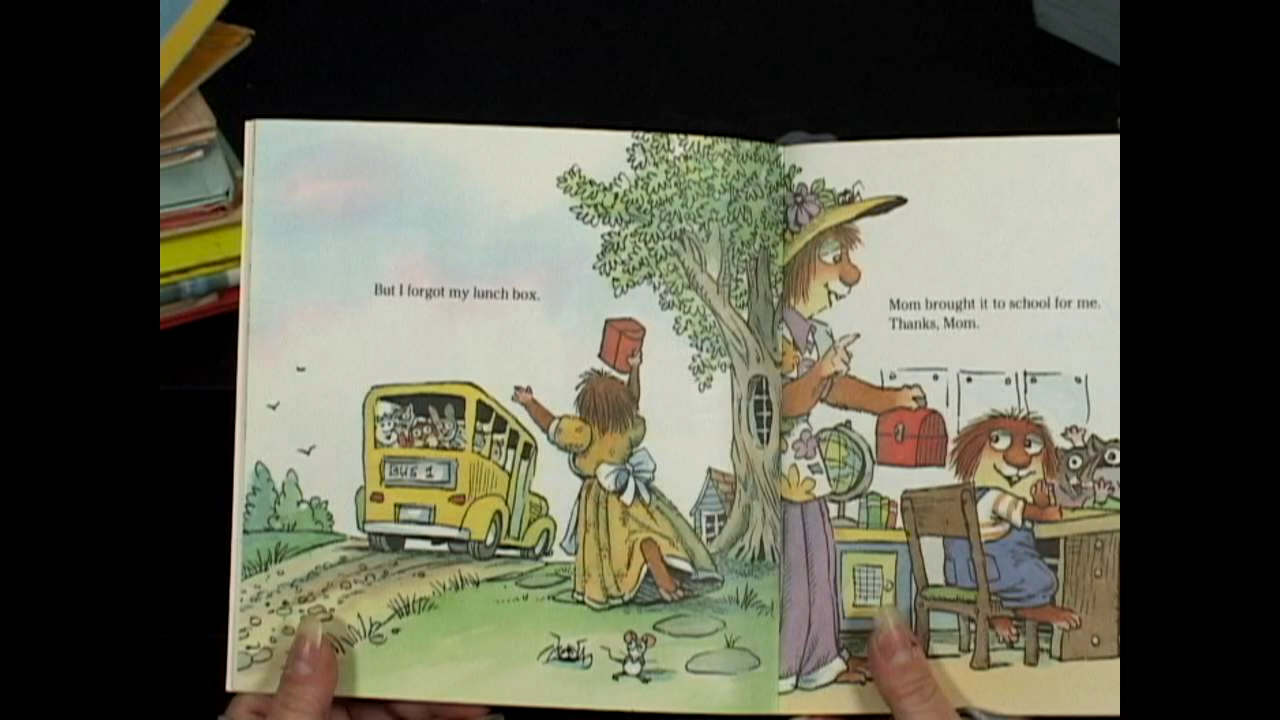 But I forgot my lunch box.
BUS 1
Mom brought it to school for me.
Thanks, Mom.